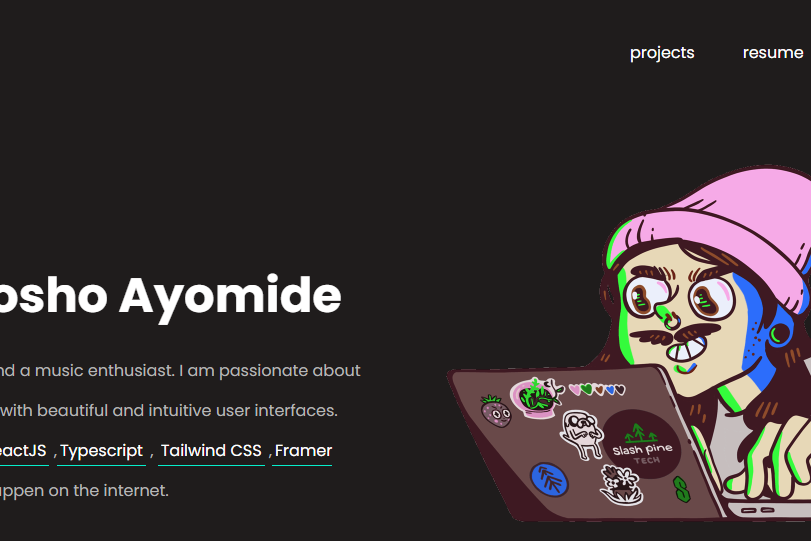 projects resume
osho Ayomide
nd a music enthusiast. I am passionate about
with beautiful and intuitive user interfaces.
eactJS , Typescript , Tailwind CSS , Framer
appen on the internet.
Slash pine
TECH